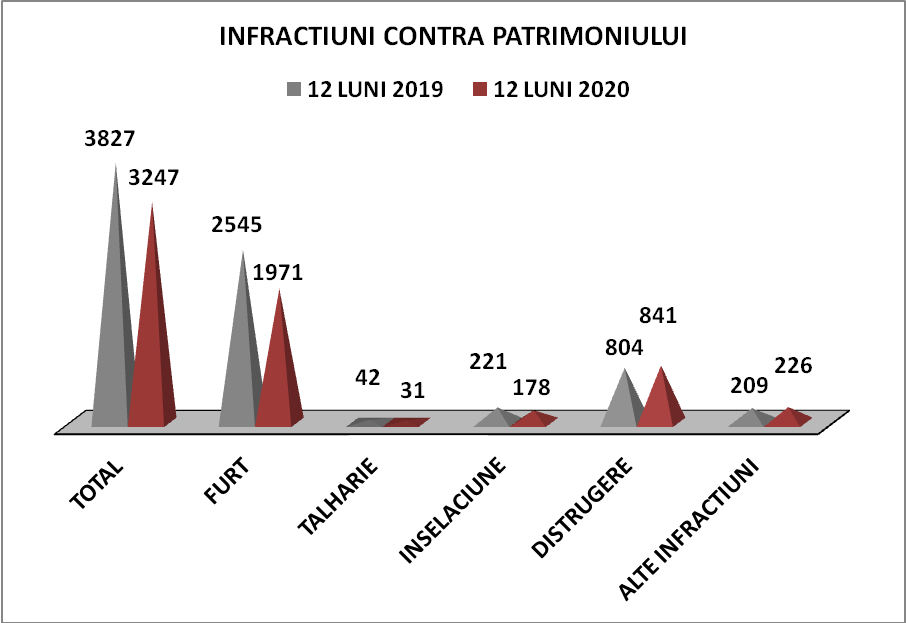 INFRACTIUNI CONTRA PATRIMONIULUI
12 LUNI 2019
12 LUNI 2020
3827
3247
2545
1971
42
31
221
178
804
841
209
226
TOTAL
FURT
TALHARIE
INSELACIUNE
DISTRUGERE
ALTE INFRACTIUNI